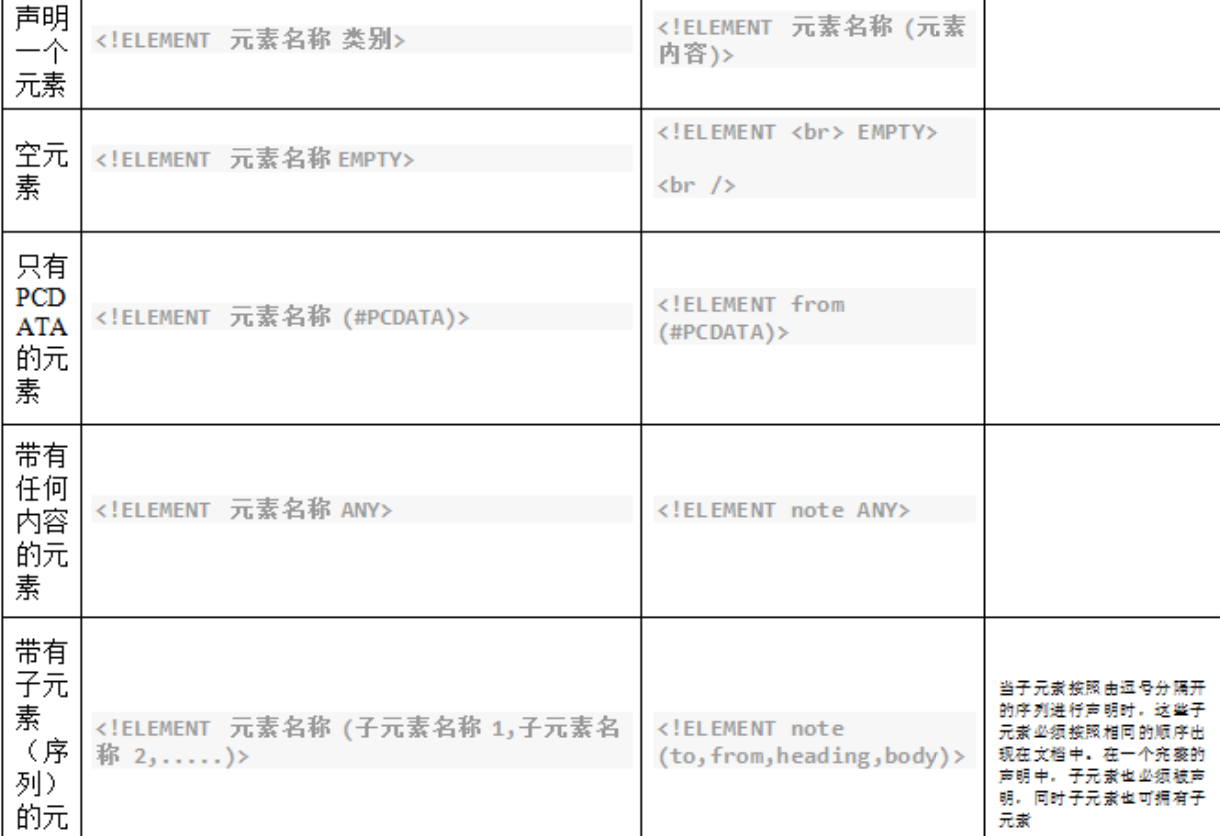 声明
一个
元素
<!ELEMENT 元素名称 类别>
<!ELEMENT 元素名称 (元素
内容)>
空元
素
<!ELEMENT 元素名称 EMPTY>
<!ELEMENT <br> EMPTY>
<br />
只有
PCD
ATA
的元
素
<!ELEMENT 元素名称 (#PCDATA)>
<!ELEMENT from
(#PCDATA)>
带有
任何
内容
的元
素
<!ELEMENT 元素名称 ANY>
<!ELEMENT note ANY>
带有
子元
素
（序
列）
的元
<!ELEMENT 元素名称 (子元素名称 1,子元素名
称 2,.....)>
<!ELEMENT note
(to,from,heading,body)>
当子元素按照由逗号分隔开
的序列进行声明时，这些子
元素必须按照相同的顺序出
现在文档中。在一个完整的
声明中，子元素也必须被声
明，同时子元素也可拥有子
元素